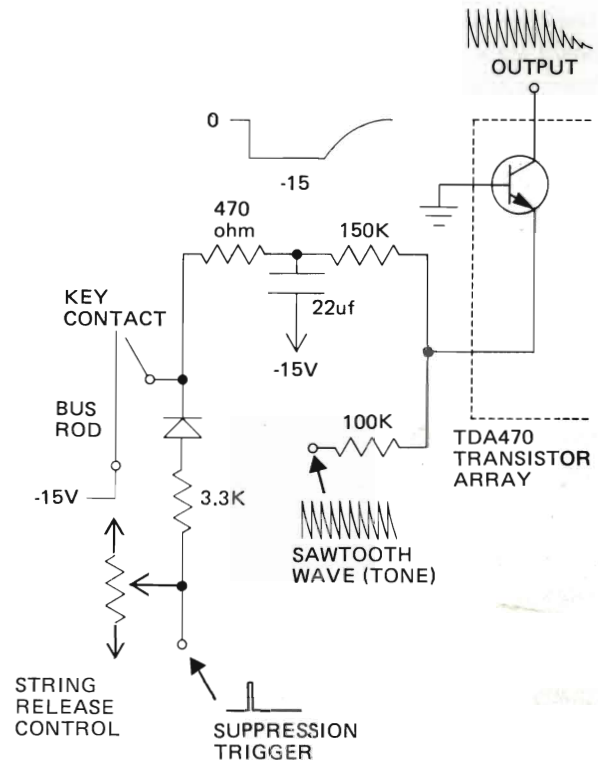 OUTPUT
0
-15
470
ohm
150K
KEY
CONTACT
22uf
-15V
BUS
ROD
100K
TDA470
TRANSISTOR
ARRAY
-15V
3.3K
SAWTOOTH
WAVE (TONE)
STRING
RELEASE
CONTROL
SUPPRESSION
TRIGGER